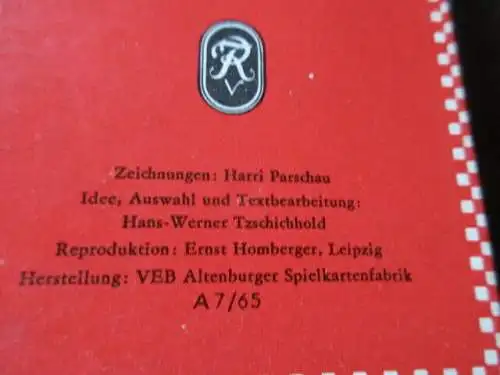 RV
Zeichnungen: Harri Parschau
Idee, Auswahl und Textbearbeitung:
Hans-Werner Tzschichhold
Reproduktion: Ernst Homberger, Leipzig
Herstellung: VEB Altenburger Spielkartenfabrik
A 7/65